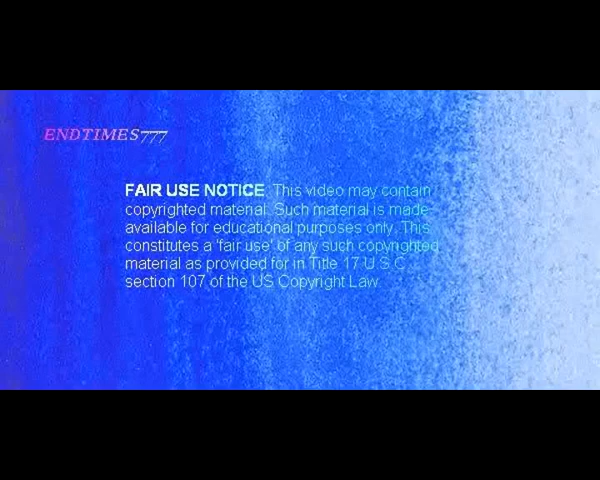 ENDTIMES777
FAIR USE NOTICE This video may contain
copyrighted material. Such material is made
available for educational purposes only. This
constitutes a 'fair use' of any such copyrighted
material as provided for in Title 17 U.S.C.
section 107 of the US Copyright Law.